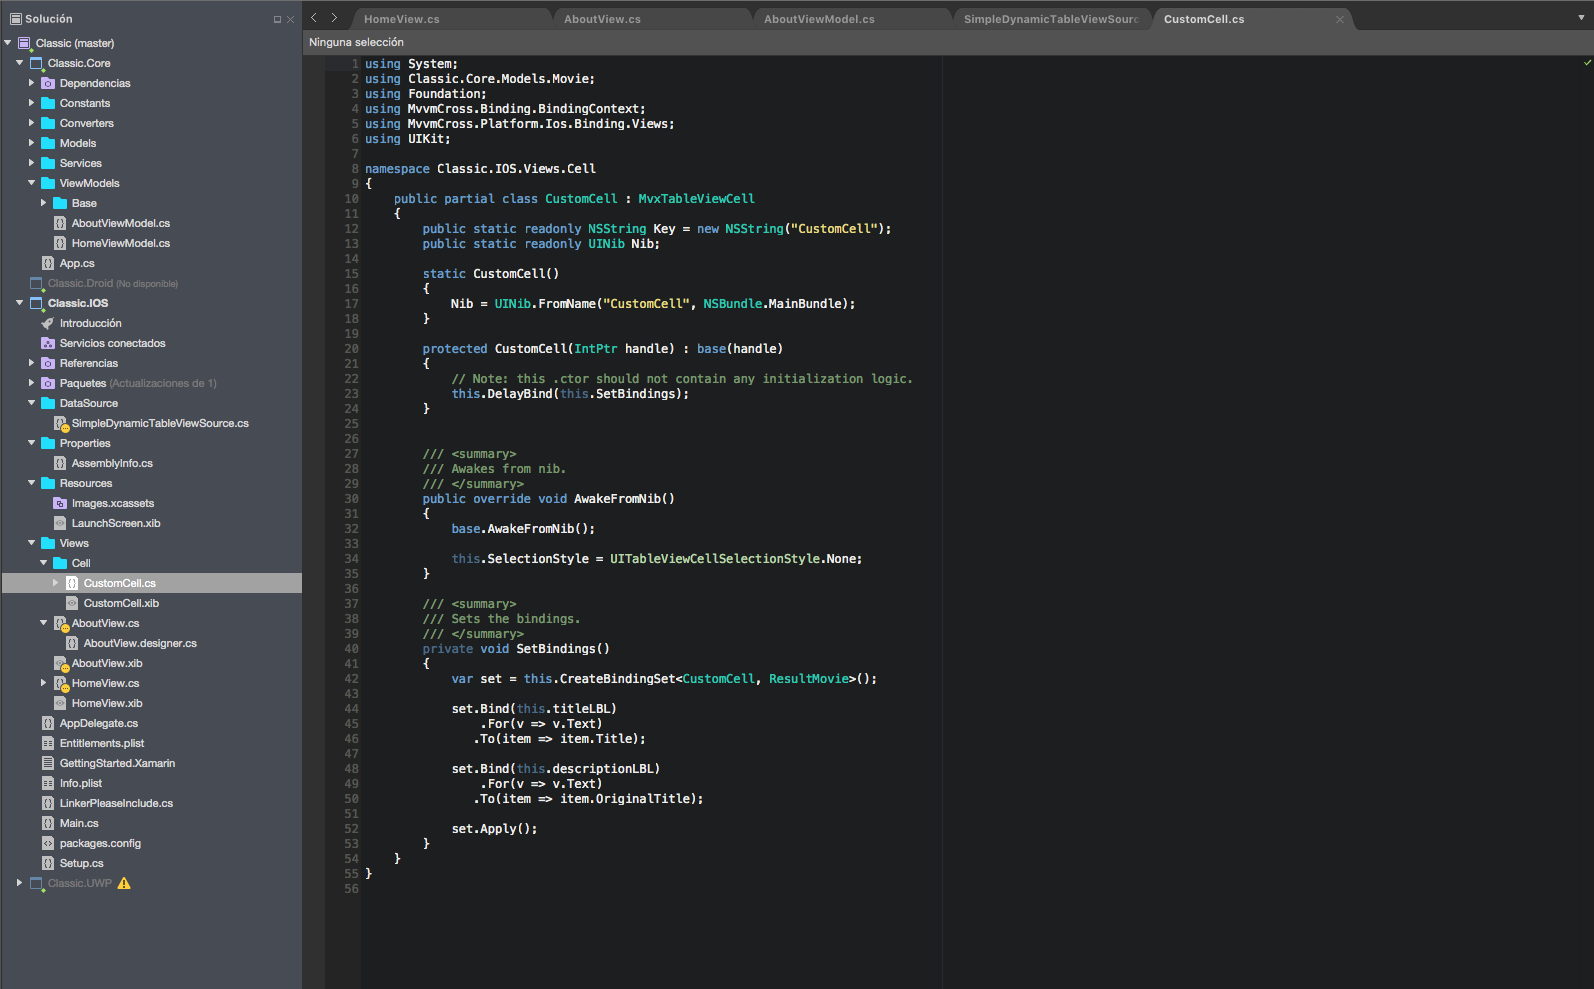 Solución
Classic (master)
Classic.Core
Dependencias
Constants
Converters
Models
Services
ViewModels
Base
AboutViewModel.cs
HomeViewModel.cs
App.cs
Classic.Droid (No disponible)
Classic.IOS
Introducción
Servicios conectados
Referencias
Paquetes (Actualizaciones de 1)
DataSource
SimpleDynamicTableViewSource.cs
Properties
AssemblyInfo.cs
Resources
Images.xcassets
LaunchScreen.xib
Views
Cell
CustomCell.cs
CustomCell.xib
AboutView.cs
AboutView.designer.cs
AboutView.xib
HomeView.cs
HomeView.xib
AppDelegate.cs
Entitlements.plist
GettingStarted.Xamarin
Info.plist
LinkerPleaseInclude.cs
Main.cs
packages.config
Setup.cs
Classic.UWP
HomeView.cs AboutView.cs AboutViewModel.cs SimpleDynamicTableViewSourc CustomCell.cs
Ninguna selección
1 using System;
2 using Classic.Core.Models.Movie;
3 using Foundation;
4 using MvvmCross.Binding.BindingContext;
5 using MvvmCross.Platform.Ios.Binding.Views;
6 using UIKit;
7
8 namespace Classic.IOS.Views.Cell
9 {
10 public partial class CustomCell : MvxTableViewCell
11 {
12 public static readonly NSString Key = new NSString("CustomCell");
13 public static readonly UINib Nib;
14
15 static CustomCell()
16 {
17 Nib = UINib.FromName("CustomCell", NSBundle.MainBundle);
18 }
19
20 protected CustomCell(IntPtr handle) : base(handle)
21 {
22 // Note: this .ctor should not contain any initialization logic.
23 this.DelayBind(this.SetBindings);
24 }
25
26
27 /// <summary>
28 /// Awakes from nib.
29 /// </summary>
30 public override void AwakeFromNib()
31 {
32 base.AwakeFromNib();
33
34 this.SelectionStyle = UITableViewCellSelectionStyle.None;
35 }
36
37 /// <summary>
38 /// Sets the bindings.
39 /// </summary>
40 private void SetBindings()
41 {
42 var set = this.CreateBindingSet<CustomCell, ResultMovie>();
43
44 set.Bind(this.titleLBL)
45 .For(v => v.Text)
46 .To(item => item.Title);
47
48 set.Bind(this.descriptionLBL)
49 .For(v => v.Text)
50 .To(item => item.OriginalTitle);
51
52 set.Apply();
53 }
54 }
55 }
56